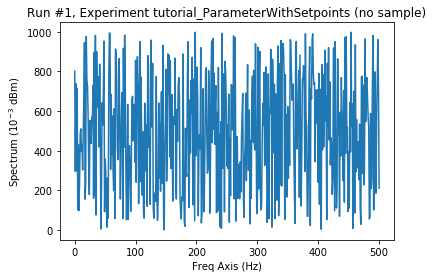 Run #1, Experiment tutorial_ParameterWithSetpoints (no sample)
1000
800
600
400
200
0
Spectrum (10⁻³ dBm)
0 100 200 300 400 500
Freq Axis (Hz)